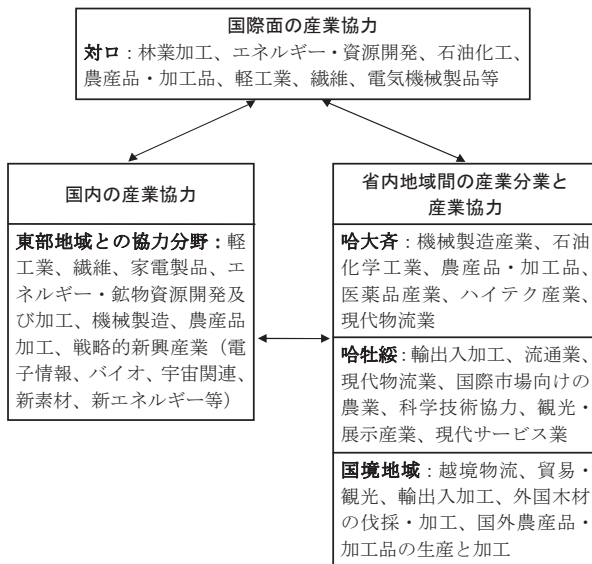 国際面の産業協力
対ロ：林業加工、エネルギー・資源開発、石油化工、
農産品・加工品、軽工業、繊維、電気機械製品等
国内の産業協力
東部地域との協力分野：軽
工業、繊維、家電製品、エ
ネルギー・鉱物資源開発及
び加工、機械製造、農産品
加工、戦略的新興産業（電
子情報、バイオ、宇宙関連、
新素材、新エネルギー等）
省内地域間の産業分業と
産業協力
哈大斉：機械製造産業、石油
化学工業、農産品・加工品、
医薬品産業、ハイテク産業、
現代物流業
哈牡綏：輸出入加工、流通業、
現代物流業、国際市場向けの
農業、科学技術協力、観光・
展示産業、現代サービス業
国境地域：越境物流、貿易・
観光、輸出入加工、外国木材
の伐採・加工、国外農産品・
加工品の生産と加工